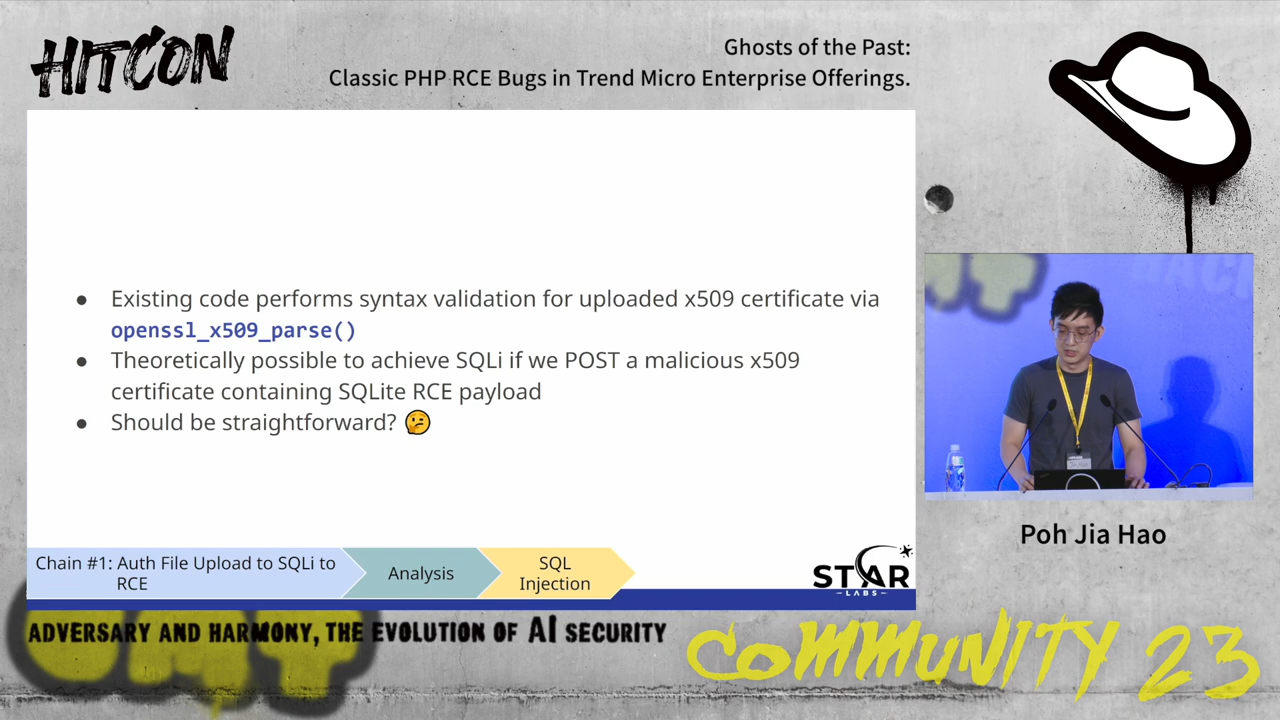 HITCON
Ghosts of the Past:
Classic PHP RCE Bugs in Trend Micro Enterprise Offerings.
● Existing code performs syntax validation for uploaded x509 certificate via
openssl_x509_parse()
● Theoretically possible to achieve SQLi if we POST a malicious x509
certificate containing SQLite RCE payload
● Should be straightforward? 🤔
Poh Jia Hao
Chain #1: Auth File Upload to SQLi to
RCE
Analysis
SQL
Injection
STAR
LABS
ADVERSARY AND HARMONY, THE EVOLUTION OF AI SECURITY
COMMUNITY 23